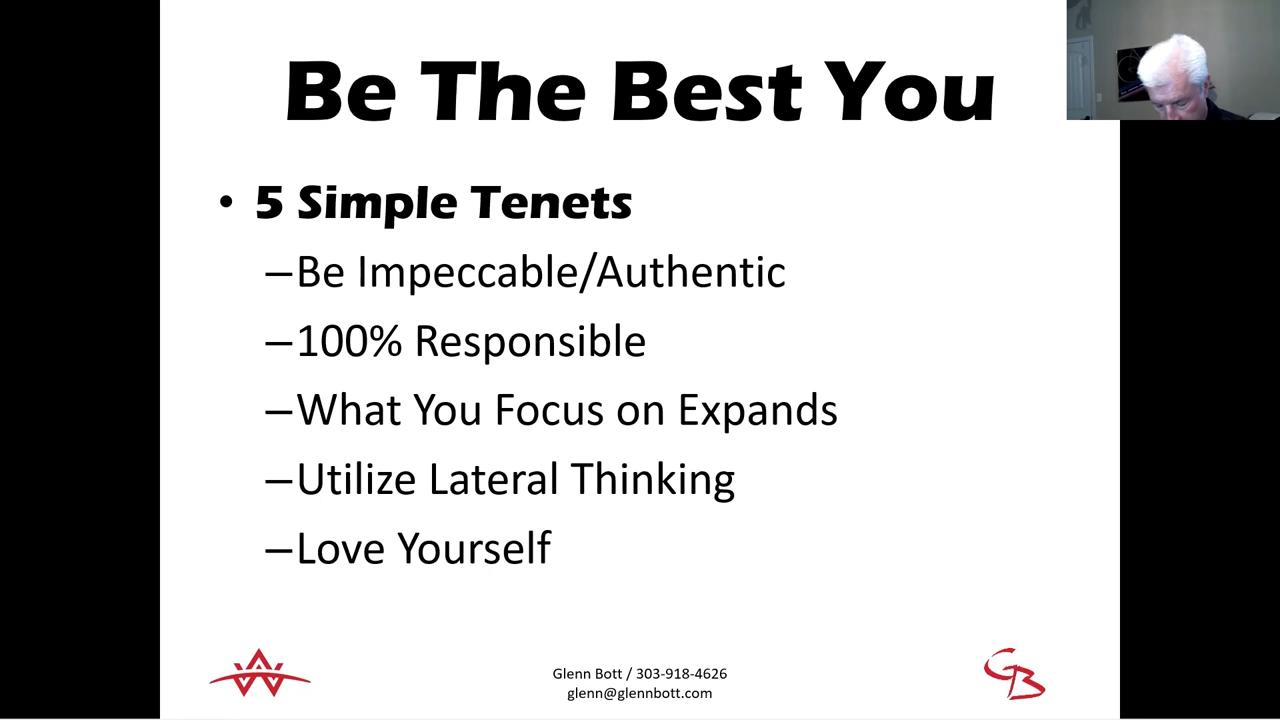 Be The Best You
• 5 Simple Tenets
–Be Impeccable/Authentic
–100% Responsible
–What You Focus on Expands
–Utilize Lateral Thinking
–Love Yourself
Glenn Bott / 303-918-4626
glenn@glennbott.com
GB